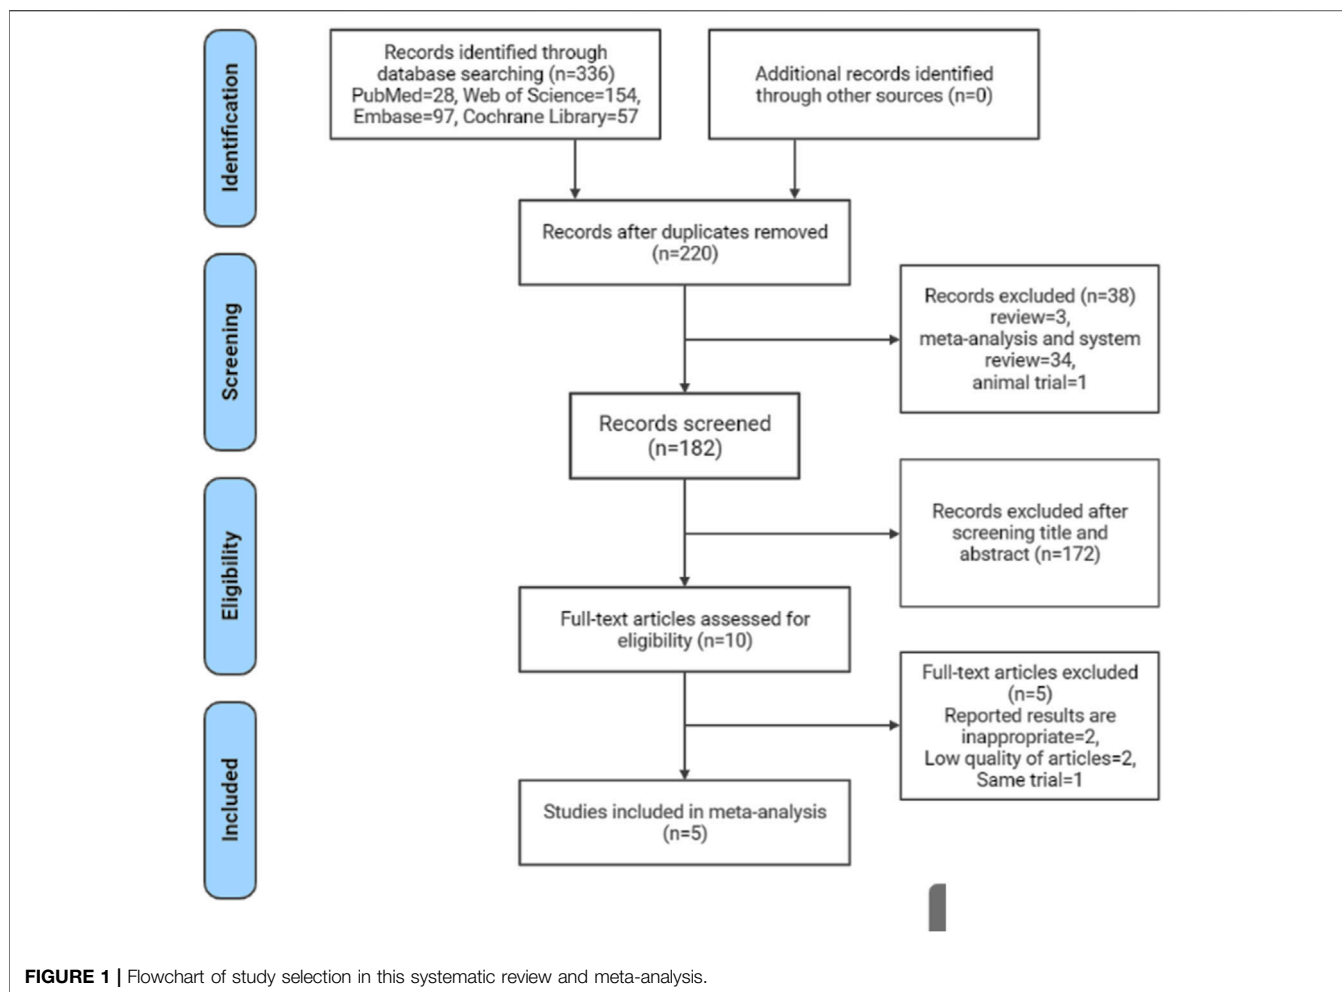 Identification
Records identified through
database searching (n=336)
PubMed=28, Web of Science=154,
Embase=97, Cochrane Library=57
Additional records identified
through other sources (n=0)
Records after duplicates removed
(n=220)
Screening
Records excluded (n=38)
review=3,
meta-analysis and system
review=34,
animal trial=1
Records screened
(n=182)
Eligibility
Records excluded after
screening title and
abstract (n=172)
Full-text articles assessed for
eligibility (n=10)
Included
Full-text articles excluded
(n=5)
Reported results are
inappropriate=2,
Low quality of articles=2,
Same trial=1
Studies included in meta-analysis
(n=5)
FIGURE 1 | Flowchart of study selection in this systematic review and meta-analysis.